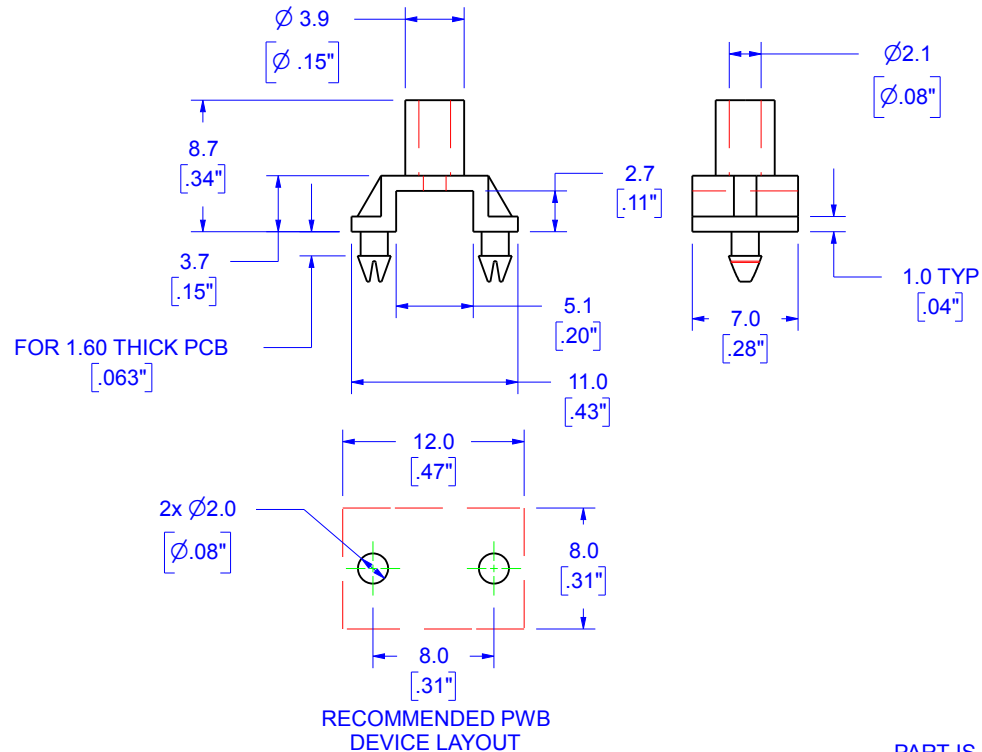 Ø 3.9
[Ø .15"]
Ø2.1
[Ø.08"]
8.7
[.34"]
2.7
[.11"]
3.7
[.15"]
1.0 TYP
[.04"]
5.1
[.20"]
7.0
[.28"]
FOR 1.60 THICK PCB
[.063"]
11.0
[.43"]
12.0
[.47"]
2x Ø2.0
[Ø.08"]
8.0
[.31"]
8.0
[.31"]
RECOMMENDED PWB
DEVICE LAYOUT